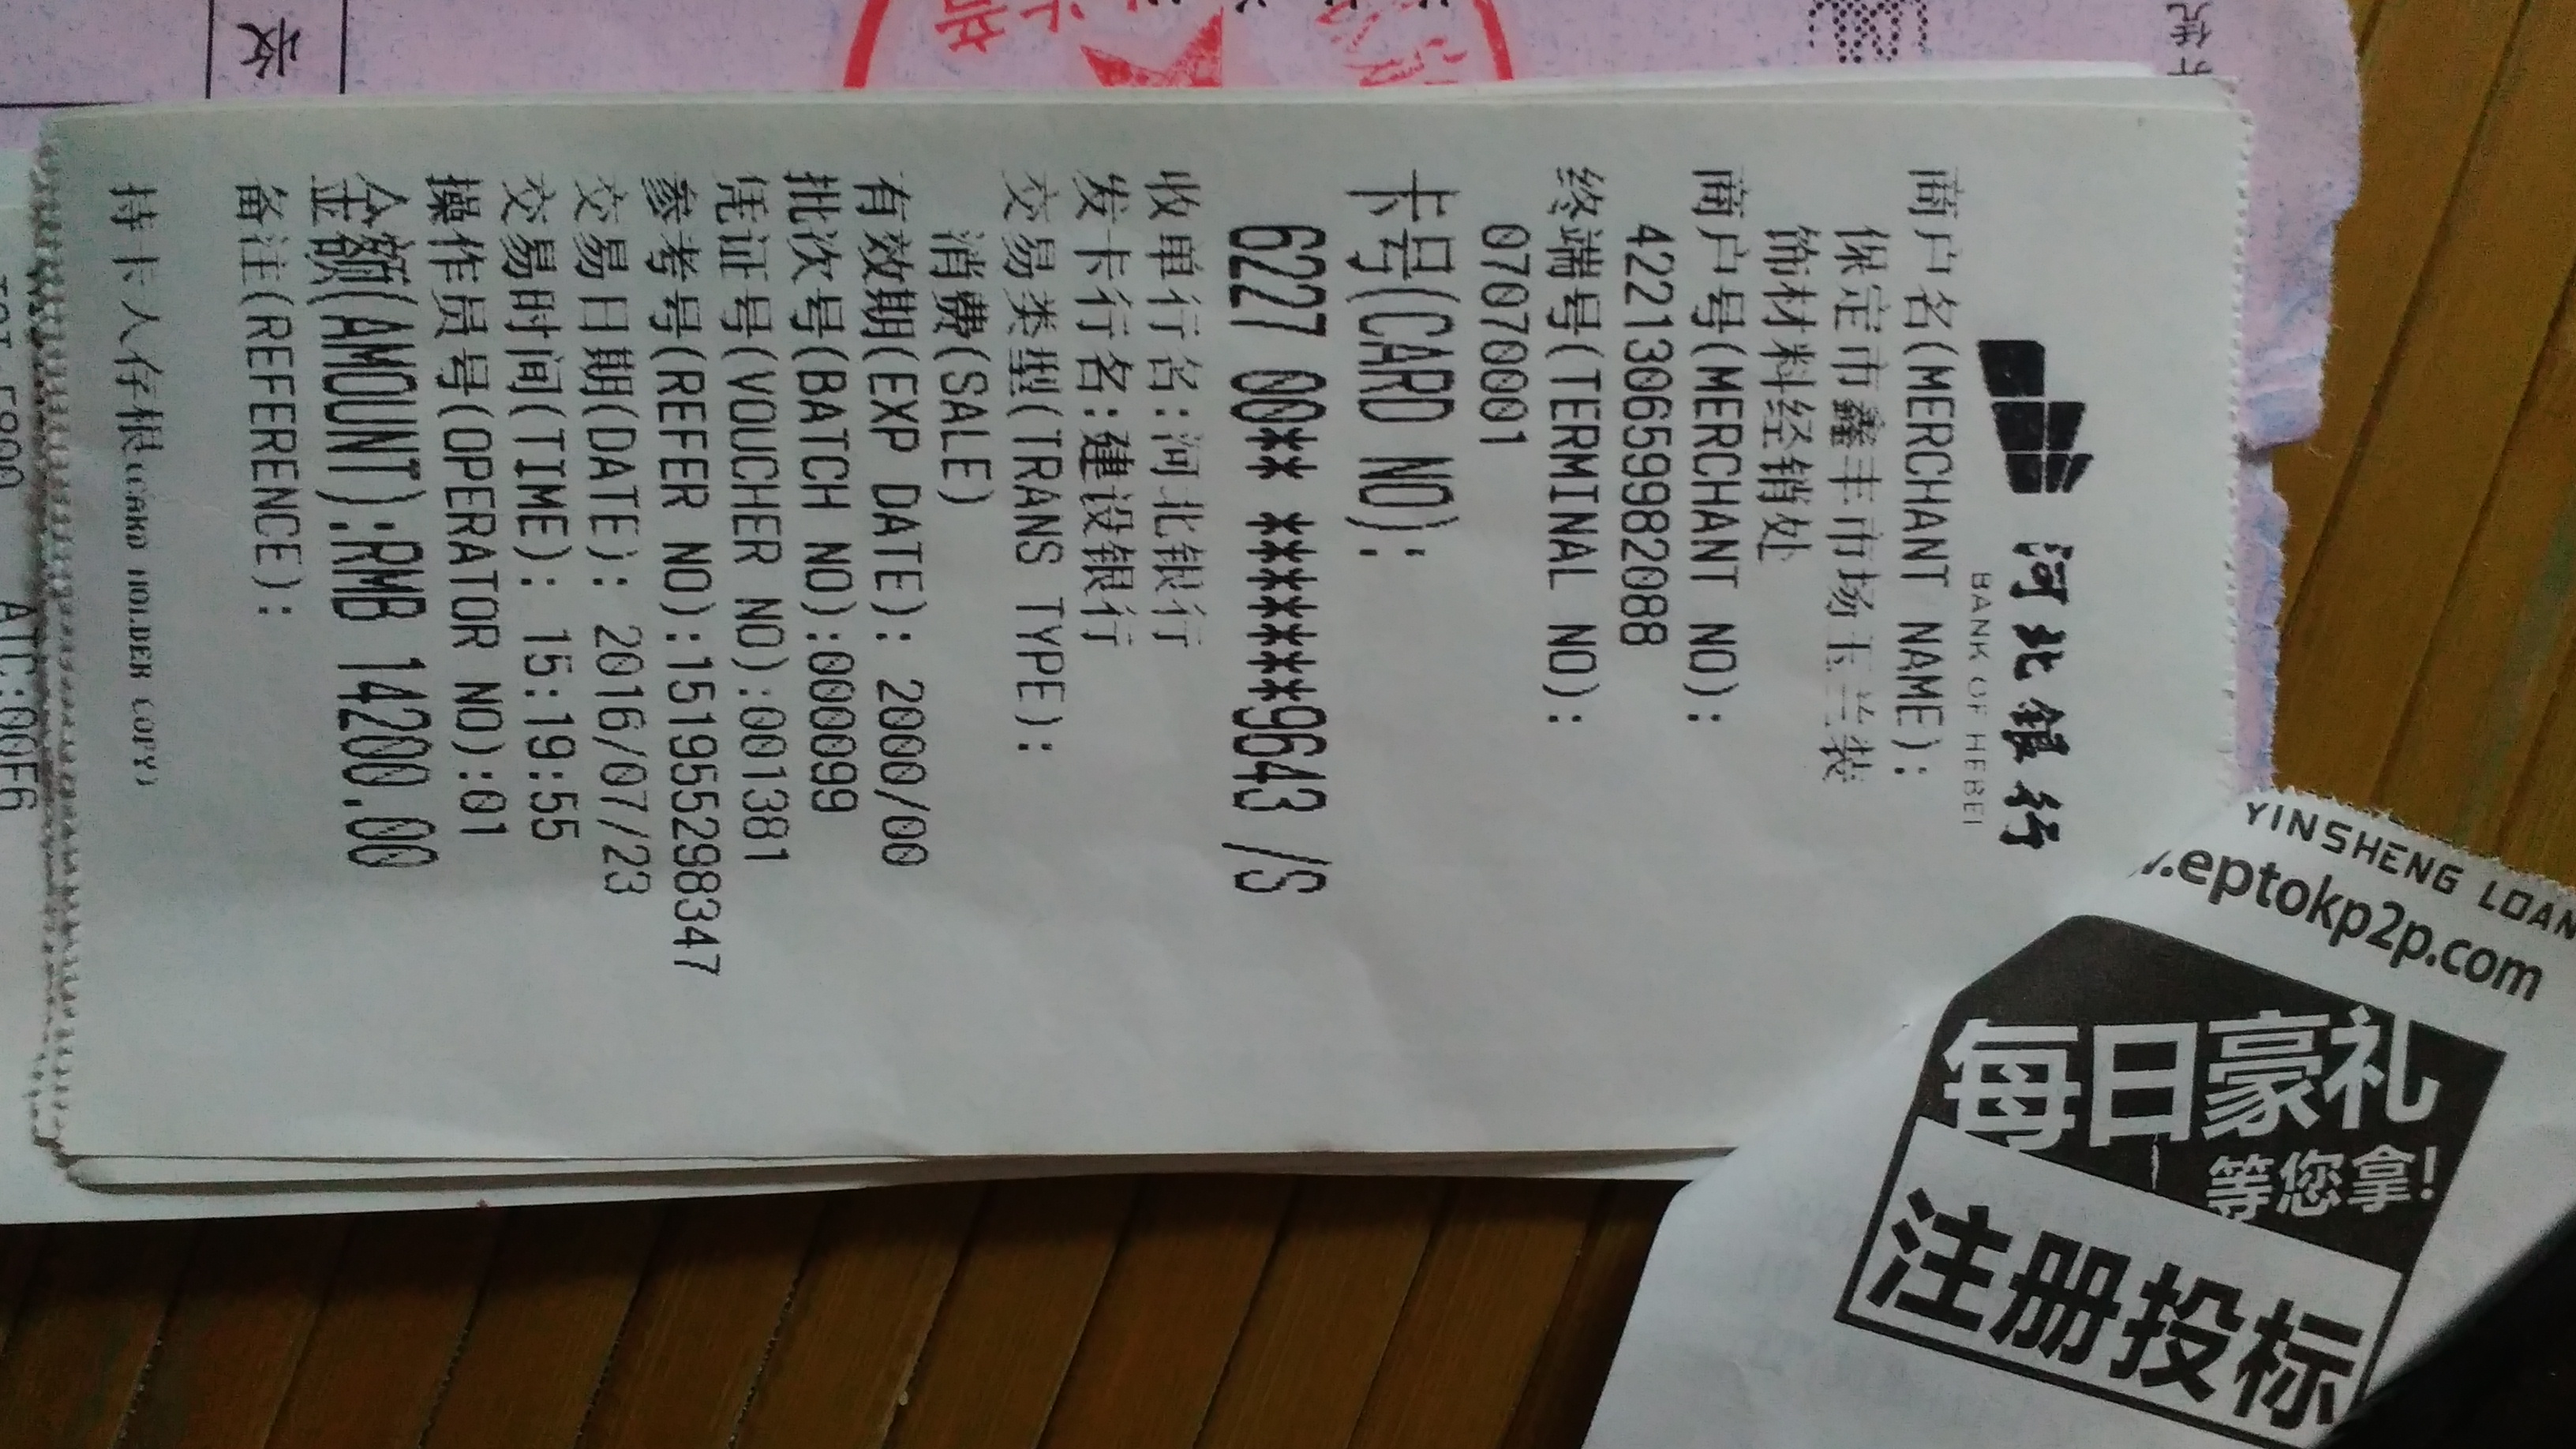 河北银行
BANK OF HEBEI
商户名(MERCHANT NAME):
保定市鑫丰市场玉兰装
饰材料经销处
商户号(MERCHANT NO):
422130659982088
终端号(TERMINAL NO):
07070001
卡号(CARD NO):
6227 00** ******9643 /S
收单行名:河北银行
发卡行名:建设银行
交易类型(TRANS TYPE):
消费(SALE)
有效期(EXP DATE): 2000/00
批次号(BATCH NO):000099
凭证号(VOUCHER NO):001381
参考号(REFER NO):151955298347
交易日期(DATE): 2016/07/23
交易时间(TIME): 15:19:55
操作员号(OPERATOR NO):01
金额(AMOUNT):RMB 14200.00
备注(REFERENCE):
持卡人存根(CARD HOLDER COPY)
YINSHENG LOAN
.eptokp2p.com
每日豪礼
等您拿!
注册投标
收
ATC:00F6